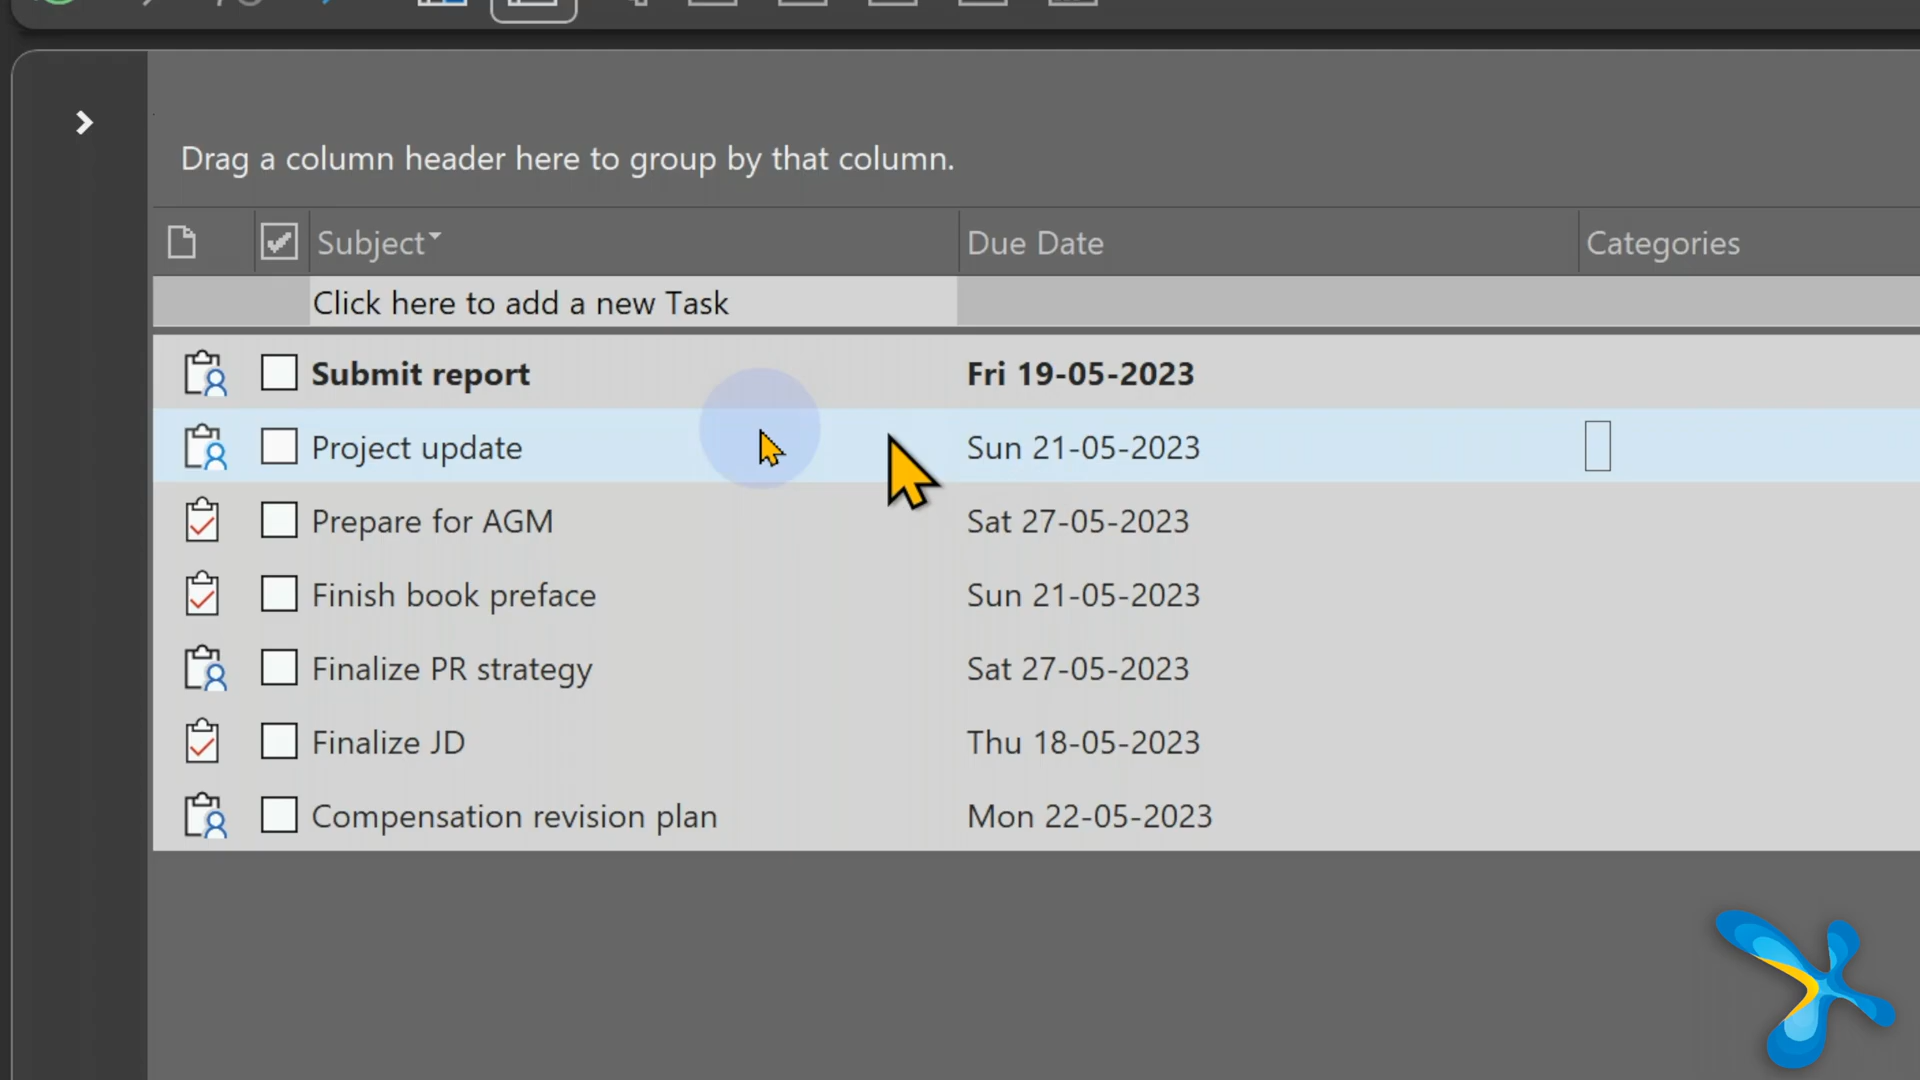 Drag a column header here to group by that column.
Subject Due Date Categories
Click here to add a new Task
Submit report Fri 19-05-2023
Project update Sun 21-05-2023
Prepare for AGM Sat 27-05-2023
Finish book preface Sun 21-05-2023
Finalize PR strategy Sat 27-05-2023
Finalize JD Thu 18-05-2023
Compensation revision plan Mon 22-05-2023